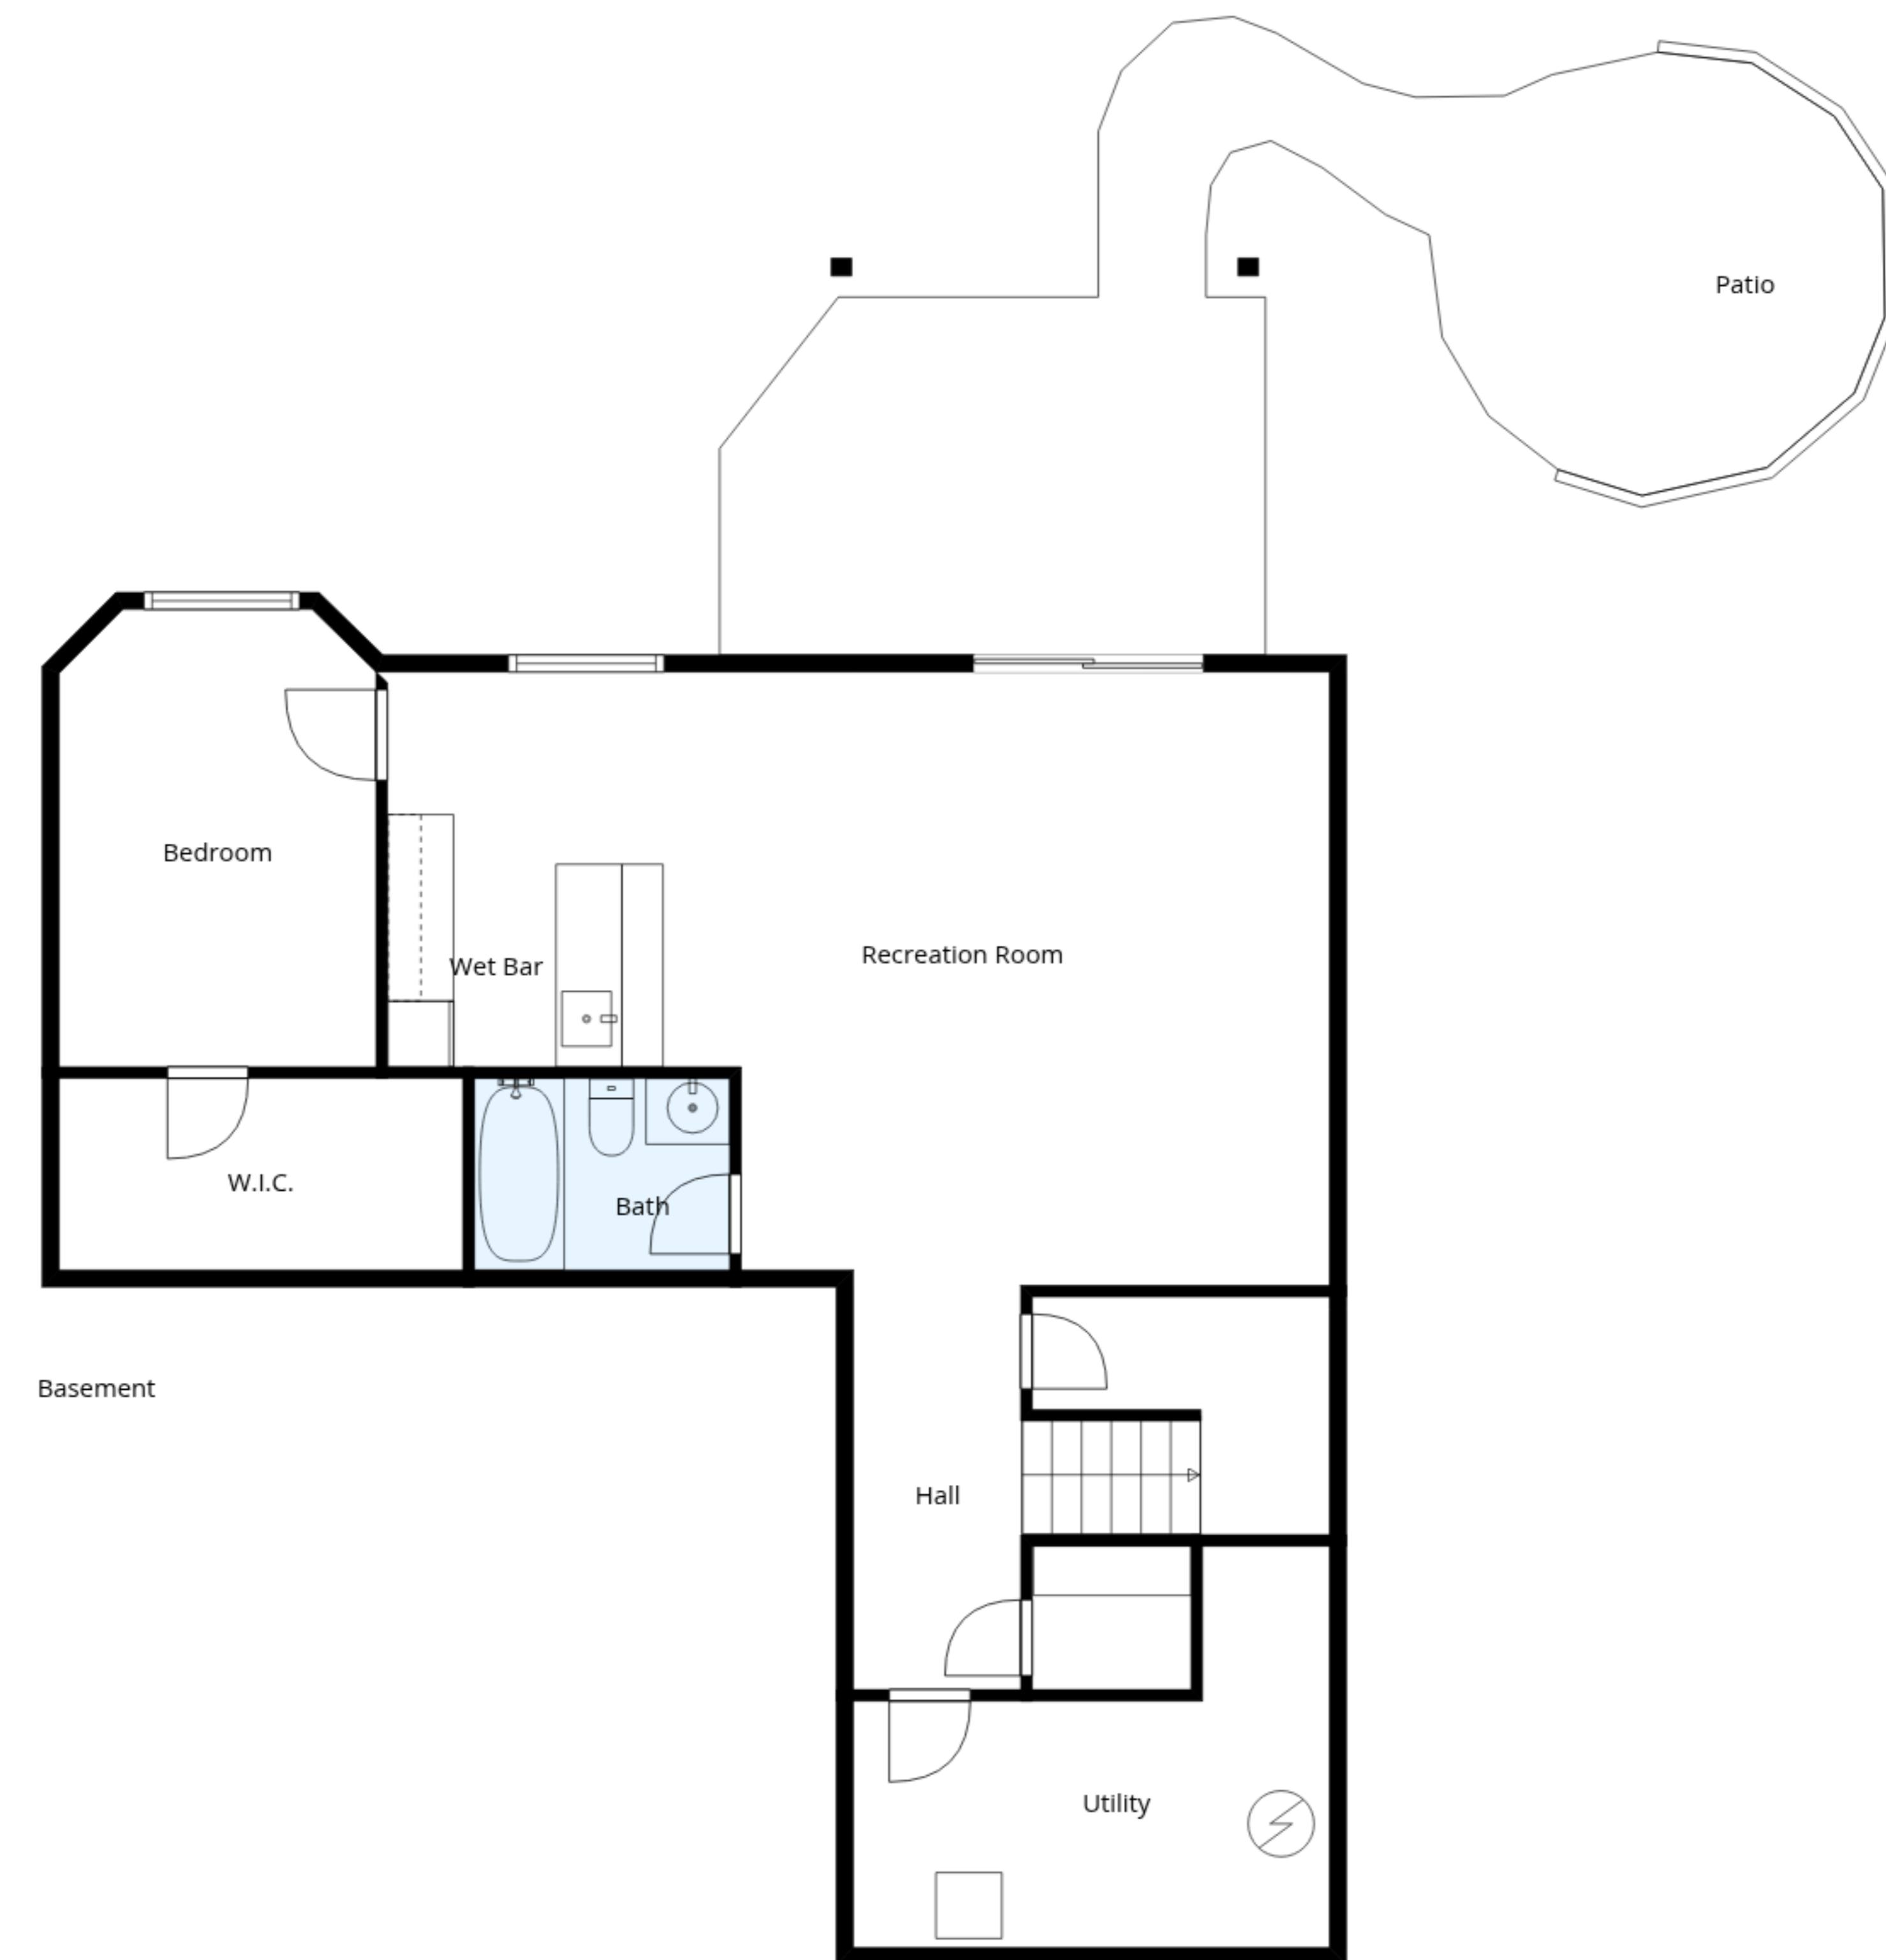 Patio
Bedroom
Recreation Room
Wet Bar
W.I.C.
Bath
Basement
Hall
Utility